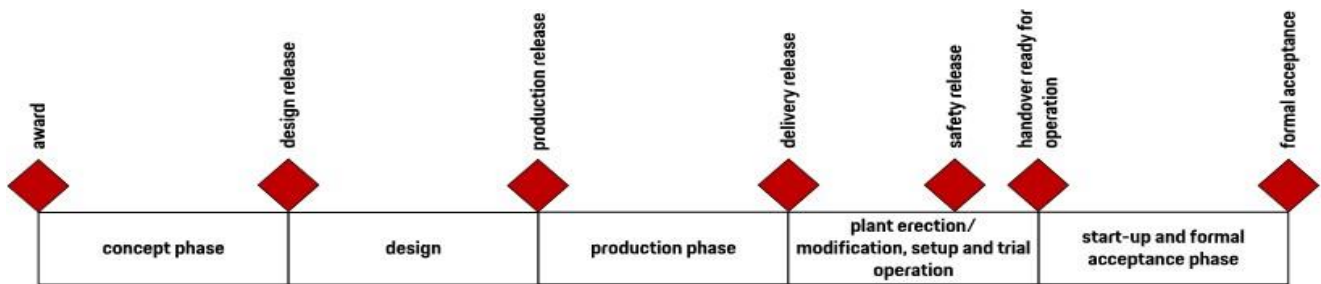 award
design release
production release
delivery release
safety release
handover ready for
operation
formal acceptance
concept phase
design
production phase
plant erection/
modification, setup and trial
operation
start-up and formal
acceptance phase